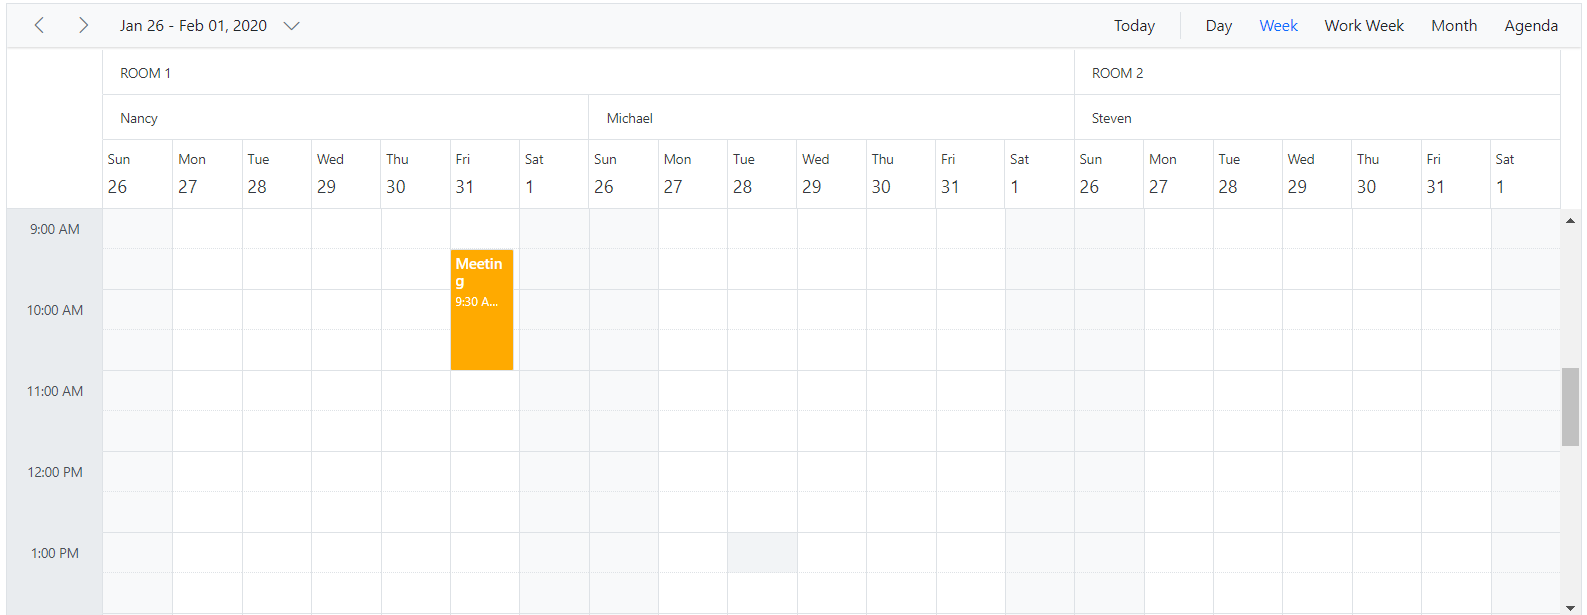 Jan 26 - Feb 01, 2020 Today Day Week Work Week Month Agenda
ROOM 1 ROOM 2
Nancy Michael Steven
Sun Mon Tue Wed Thu Fri Sat Sun Mon Tue Wed Thu Fri Sat Sun Mon Tue Wed Thu Fri Sat
26 27 28 29 30 31 1 26 27 28 29 30 31 1 26 27 28 29 30 31 1
9:00 AM
Meetin
g
9:30 A...
10:00 AM
11:00 AM
12:00 PM
1:00 PM